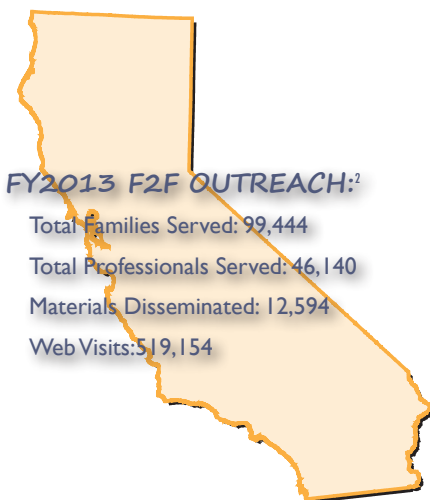 FY2013 F2F OUTREACH:²
Total Families Served: 99,444
Total Professionals Served: 46,140
Materials Disseminated: 12,594
Web Visits:519,154